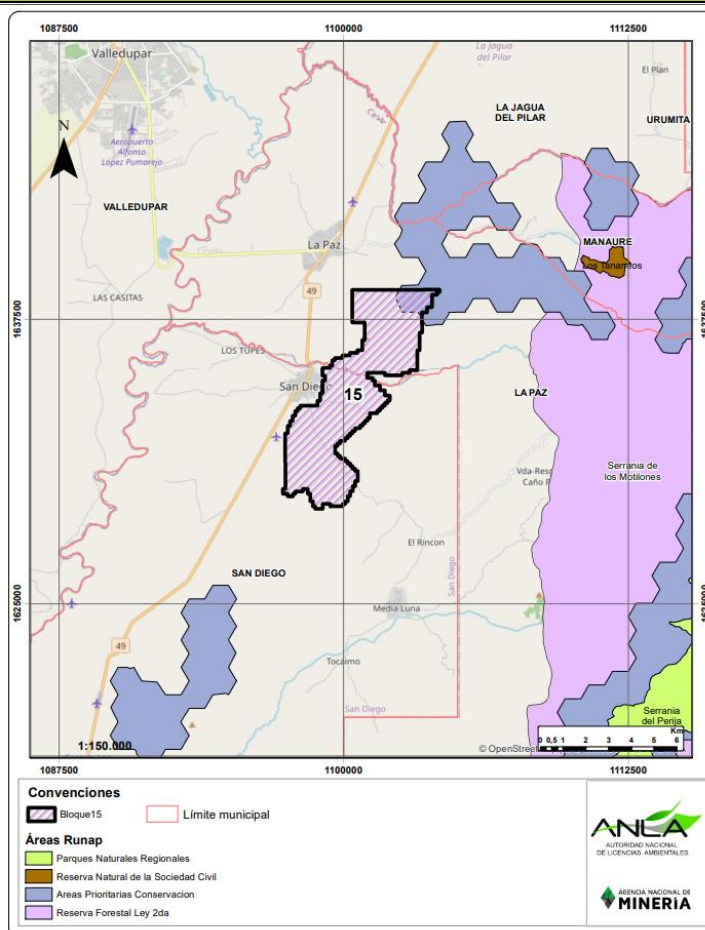 1087500 1100000 1112500
Valledupar
La Jagua
del Pilar
El Plan
LA JAGUA
DEL PILAR
URUMITA
N
Cesar
Aeropuerto
Alfonso
López Pumarejo
VALLEDUPAR
La Paz
MANAURE
Los Tananeos
49
LAS CASITAS
1637500
1637500
LOS TUPES
San Diego
15
LA PAZ
Serrania de
los Motilones
Vda-Resg
Caño P
El Rincon
SAN DIEGO
San Diego
1625000
1625000
Media Luna
49
Tocaimo
San Diego
Serrania
del Perija
Km
1:150.000
© OpenStreet
0 0,5 1 2 3 4 5 6
1087500 1100000 1112500
Convenciones
Bloque15
Límite municipal
Áreas Runap
Parques Naturales Regionales
Reserva Natural de la Sociedad Civil
Areas Prioritarias Conservacion
Reserva Forestal Ley 2da
ANLA
AUTORIDAD NACIONAL
DE LICENCIAS AMBIENTALES
AGENCIA NACIONAL DE
MINERÍA